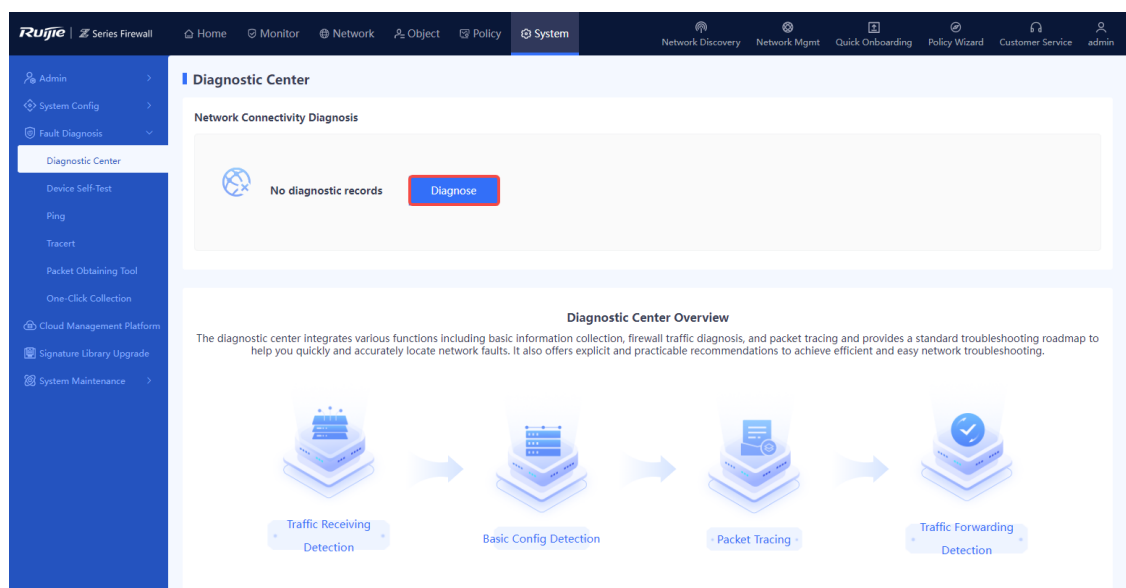 Ruijie | Z Series Firewall
Home
Monitor
Network
Object
Policy
System
Network Discovery
Network Mgmt
Quick Onboarding
Policy Wizard
Customer Service
admin
Admin
System Config
Fault Diagnosis
Diagnostic Center
Device Self-Test
Ping
Tracert
Packet Obtaining Tool
One-Click Collection
Cloud Management Platform
Signature Library Upgrade
System Maintenance
Diagnostic Center
Network Connectivity Diagnosis
No diagnostic records
Diagnose
Diagnostic Center Overview
The diagnostic center integrates various functions including basic information collection, firewall traffic diagnosis, and packet tracing and provides a standard troubleshooting roadmap to
help you quickly and accurately locate network faults. It also offers explicit and practicable recommendations to achieve efficient and easy network troubleshooting.
Traffic Receiving
Detection
Basic Config Detection
Packet Tracing
Traffic Forwarding
Detection